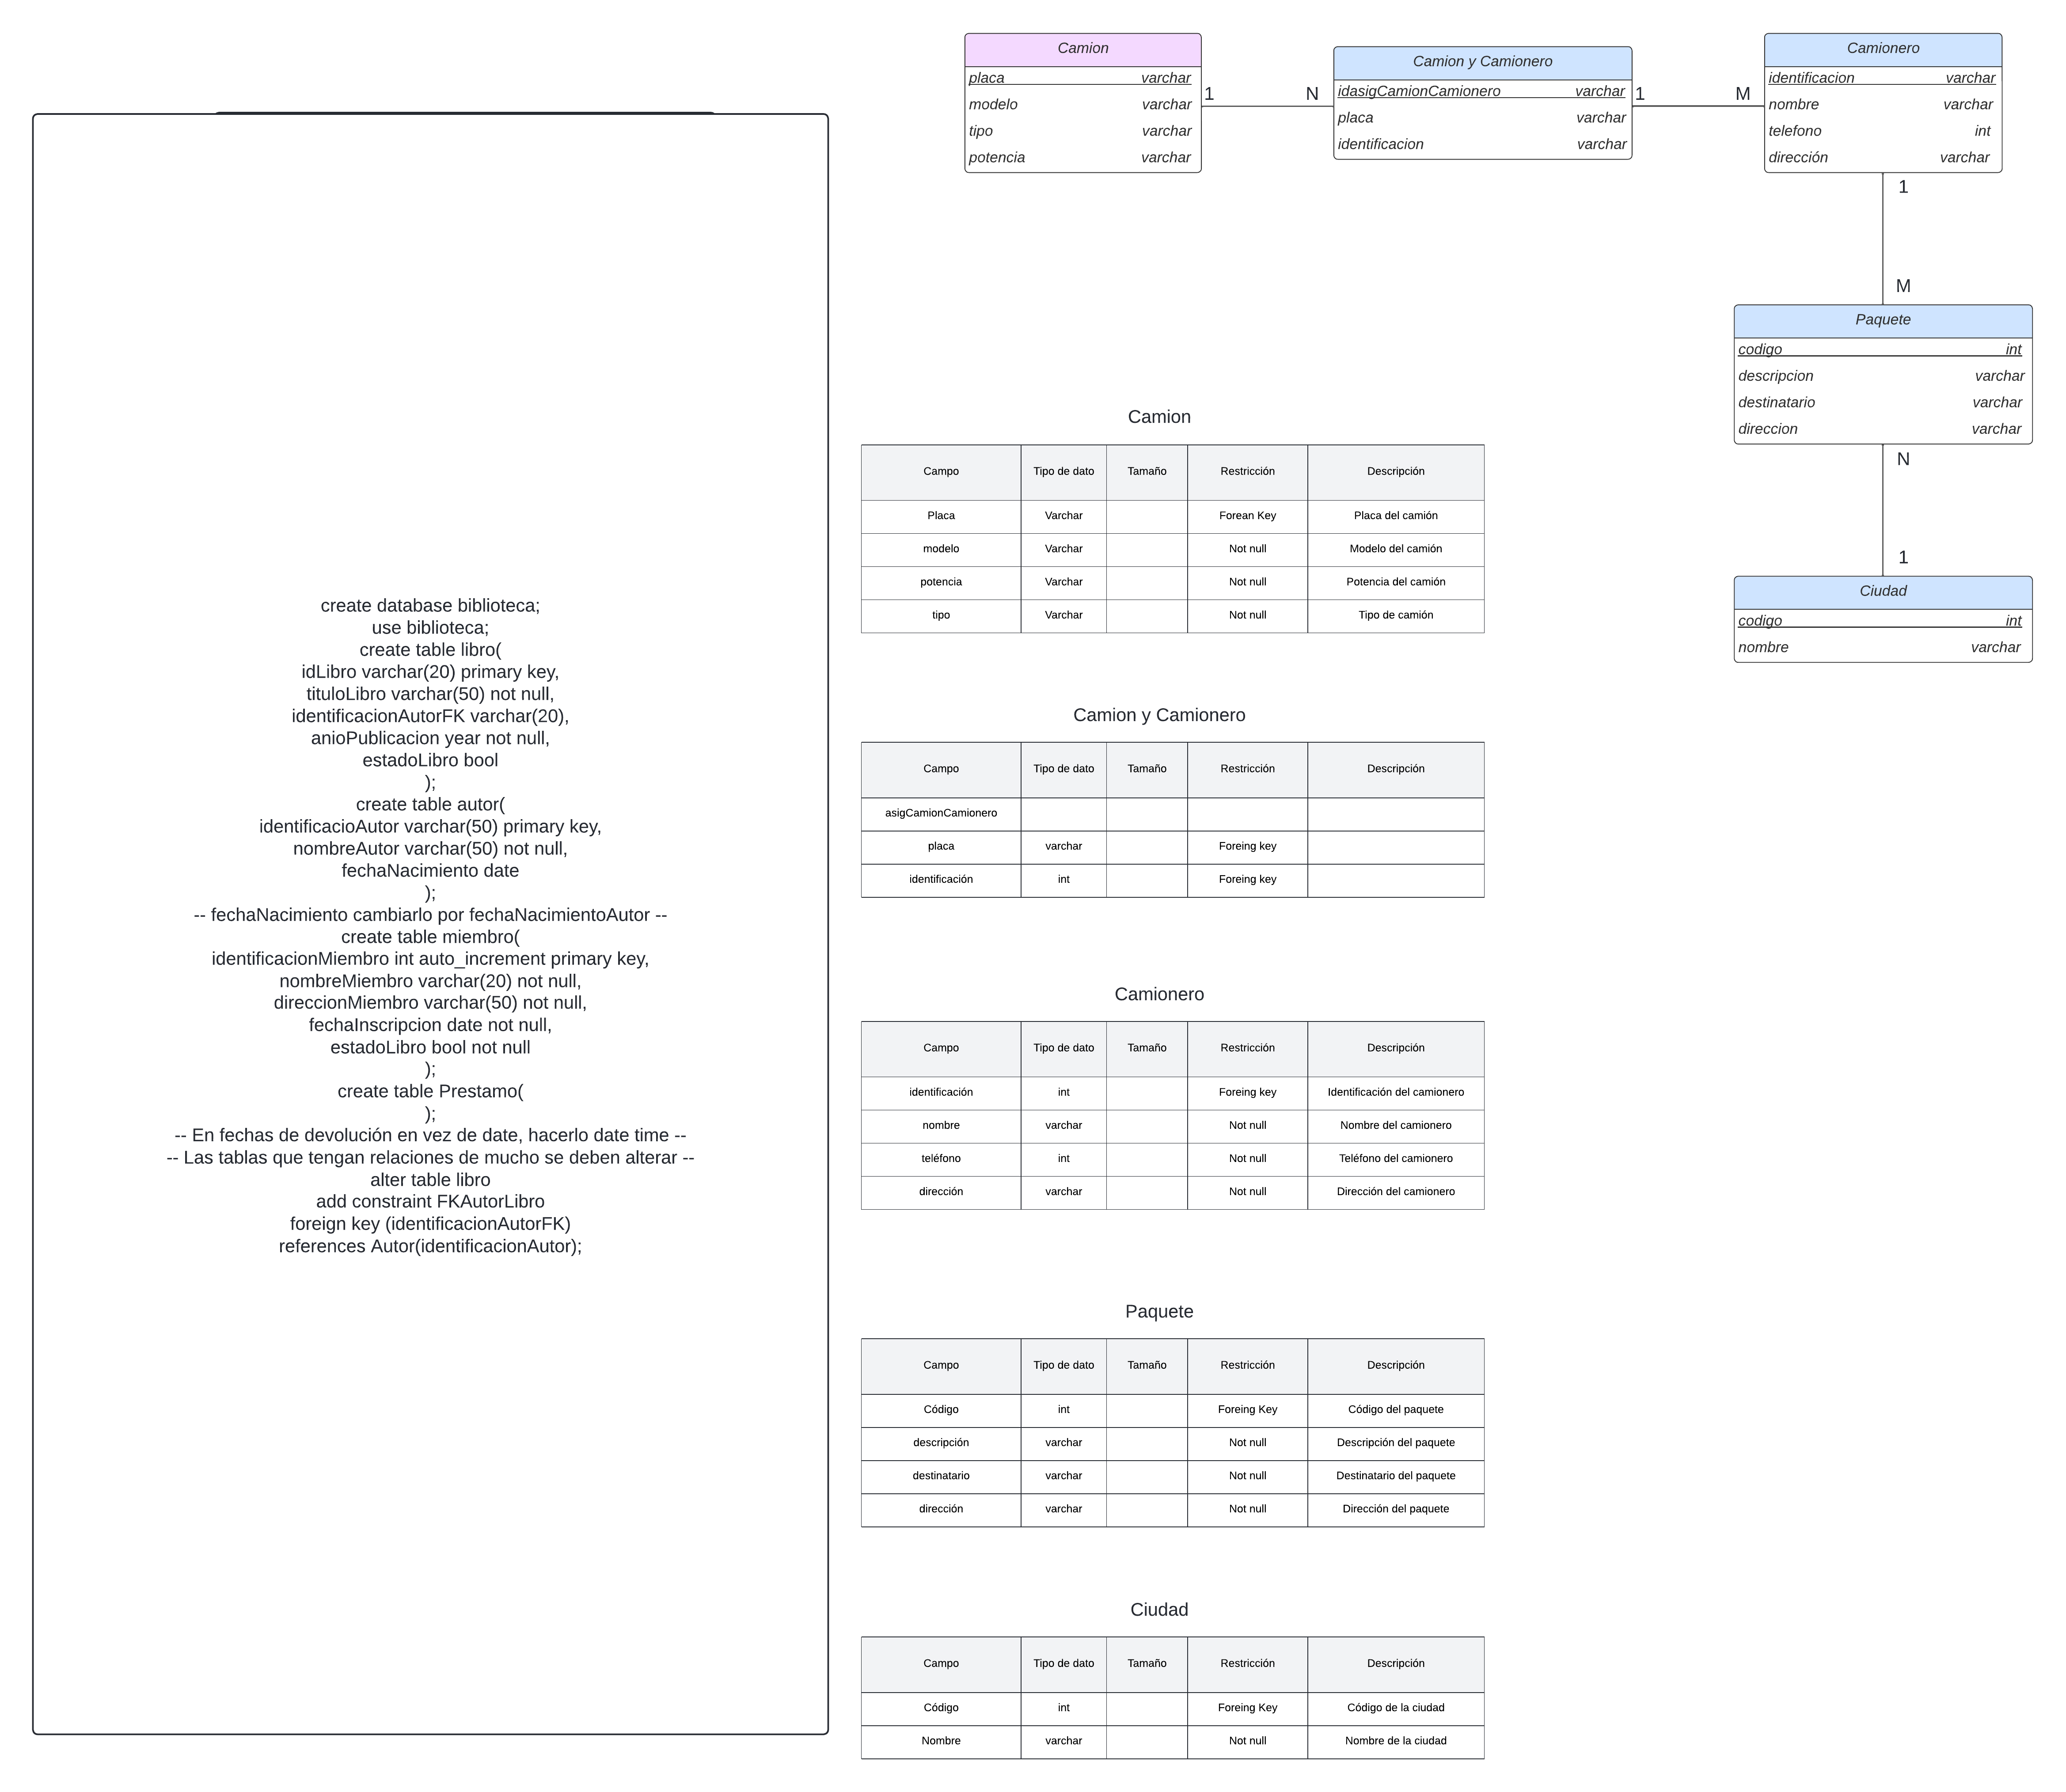 create database biblioteca;
use biblioteca;
create table libro(
idLibro varchar(20) primary key,
tituloLibro varchar(50) not null,
identificacionAutorFK varchar(20),
anioPublicacion year not null,
estadoLibro bool
);
create table autor(
identificacioAutor varchar(50) primary key,
nombreAutor varchar(50) not null,
fechaNacimiento date
);
-- fechaNacimiento cambiarlo por fechaNacimientoAutor --
create table miembro(
identificacionMiembro int auto_increment primary key,
nombreMiembro varchar(20) not null,
direccionMiembro varchar(50) not null,
fechaInscripcion date not null,
estadoLibro bool not null
);
create table Prestamo(
);
-- En fechas de devolución en vez de date, hacerlo date time --
-- Las tablas que tengan relaciones de mucho se deben alterar --
alter table libro
add constraint FKAutorLibro
foreign key (identificacionAutorFK)
references Autor(identificacionAutor);
Camion
placa varchar
modelo varchar
tipo varchar
potencia varchar
1 N
Camion y Camionero
idasigCamionCamionero varchar
placa varchar
identificacion varchar
1 M
Camionero
identificacion varchar
nombre varchar
telefono int
dirección varchar
1
M
Paquete
codigo int
descripcion varchar
destinatario varchar
direccion varchar
N
1
Ciudad
codigo int
nombre varchar
Camion
Campo Tipo de dato Tamaño Restricción Descripción
Placa Varchar Forean Key Placa del camión
modelo Varchar Not null Modelo del camión
potencia Varchar Not null Potencia del camión
tipo Varchar Not null Tipo de camión
Camion y Camionero
Campo Tipo de dato Tamaño Restricción Descripción
asigCamionCamionero
placa varchar Foreing key
identificación int Foreing key
Camionero
Campo Tipo de dato Tamaño Restricción Descripción
identificación int Foreing key Identificación del camionero
nombre varchar Not null Nombre del camionero
teléfono int Not null Teléfono del camionero
dirección varchar Not null Dirección del camionero
Paquete
Campo Tipo de dato Tamaño Restricción Descripción
Código int Foreing Key Código del paquete
descripción varchar Not null Descripción del paquete
destinatario varchar Not null Destinatario del paquete
dirección varchar Not null Dirección del paquete
Ciudad
Campo Tipo de dato Tamaño Restricción Descripción
Código int Foreing Key Código de la ciudad
Nombre varchar Not null Nombre de la ciudad